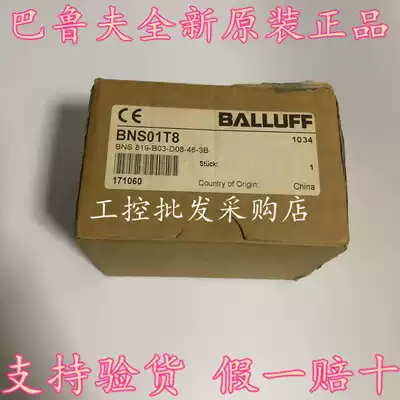 巴鲁夫全新原装正品
CE BALLUFF
BNS01T8 1034
BNS 819-B03-D08-46-3B
Stück: 1
171060 Country of Origin: China
工控批发采购店
支持验货 假一赔十